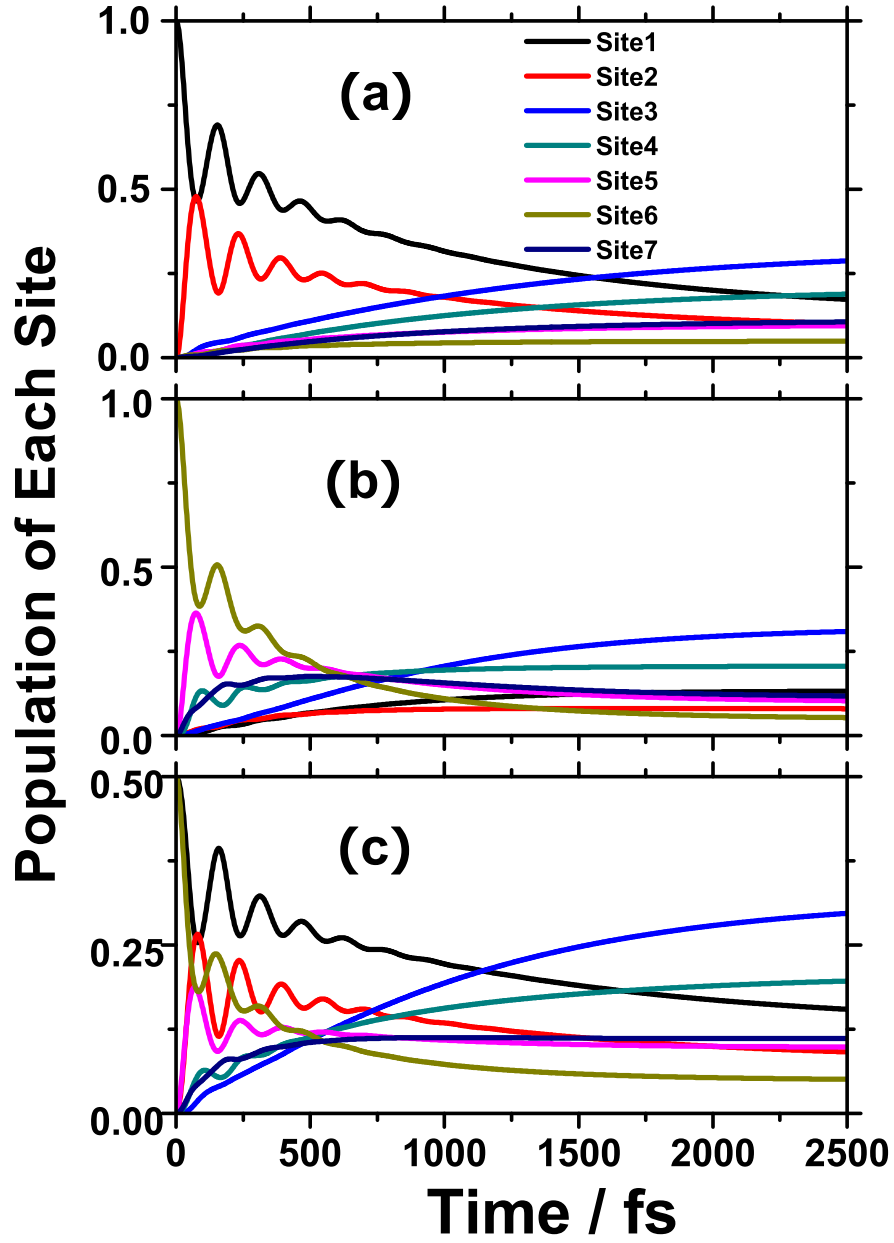 Population of Each Site
1.0
0.5
0.0
(a)
Site1
Site2
Site3
Site4
Site5
Site6
Site7
1.0
0.5
0.0
(b)
0.50
0.25
0.00
(c)
0 500 1000 1500 2000 2500
Time / fs